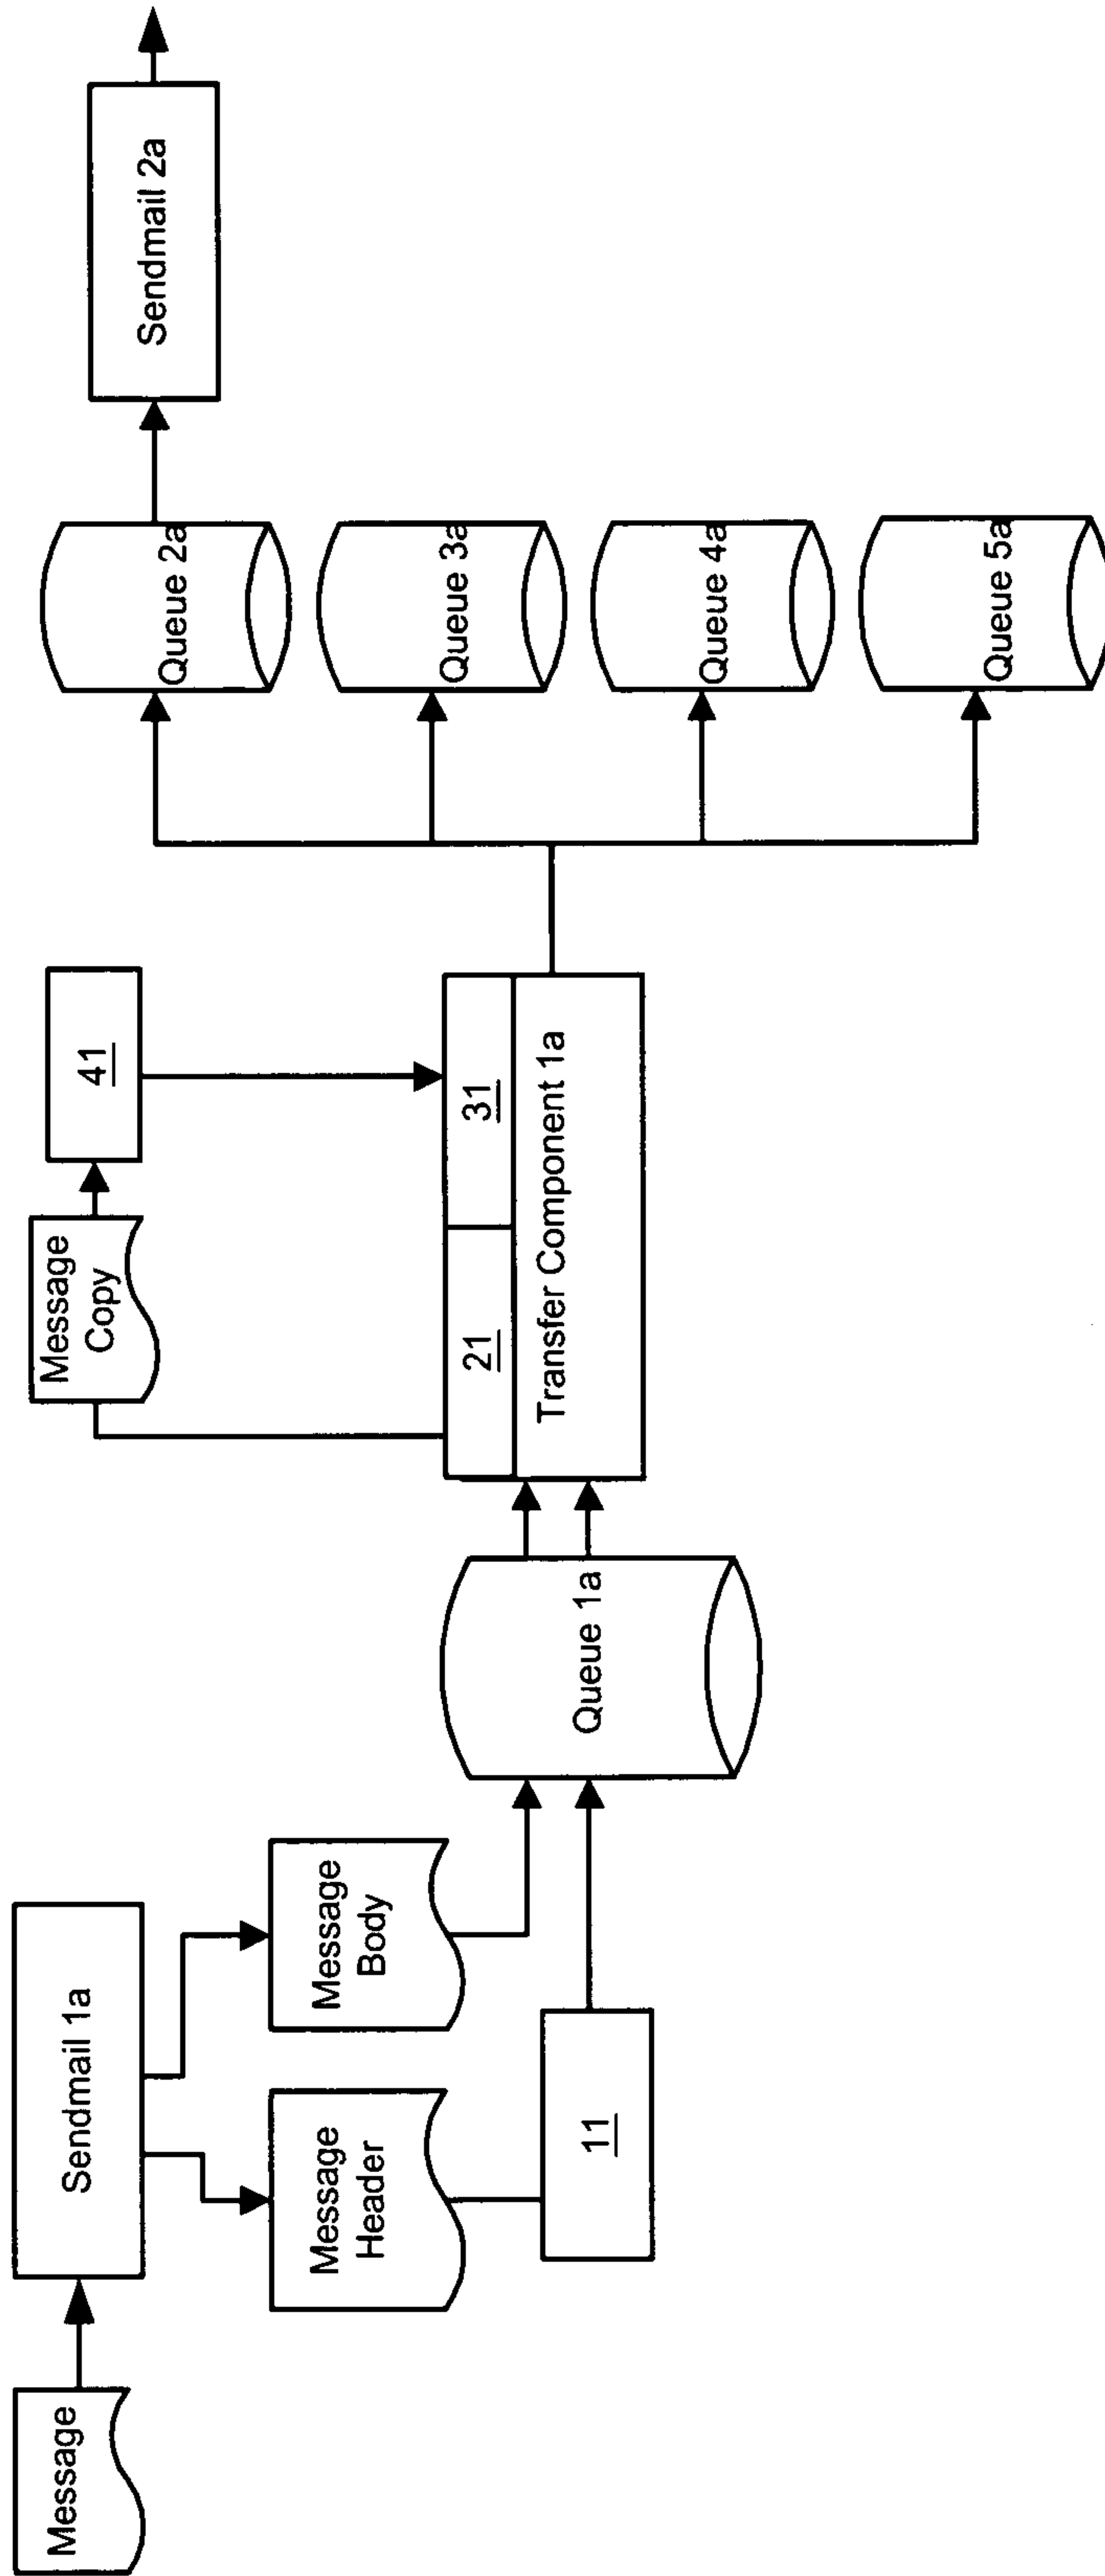 Message
Sendmail 1a
Message
Header
Message
Body
11
Queue 1a
Message
Copy
41
21
31
Transfer Component 1a
Queue 2a
Queue 3a
Queue 4a
Queue 5a
Sendmail 2a